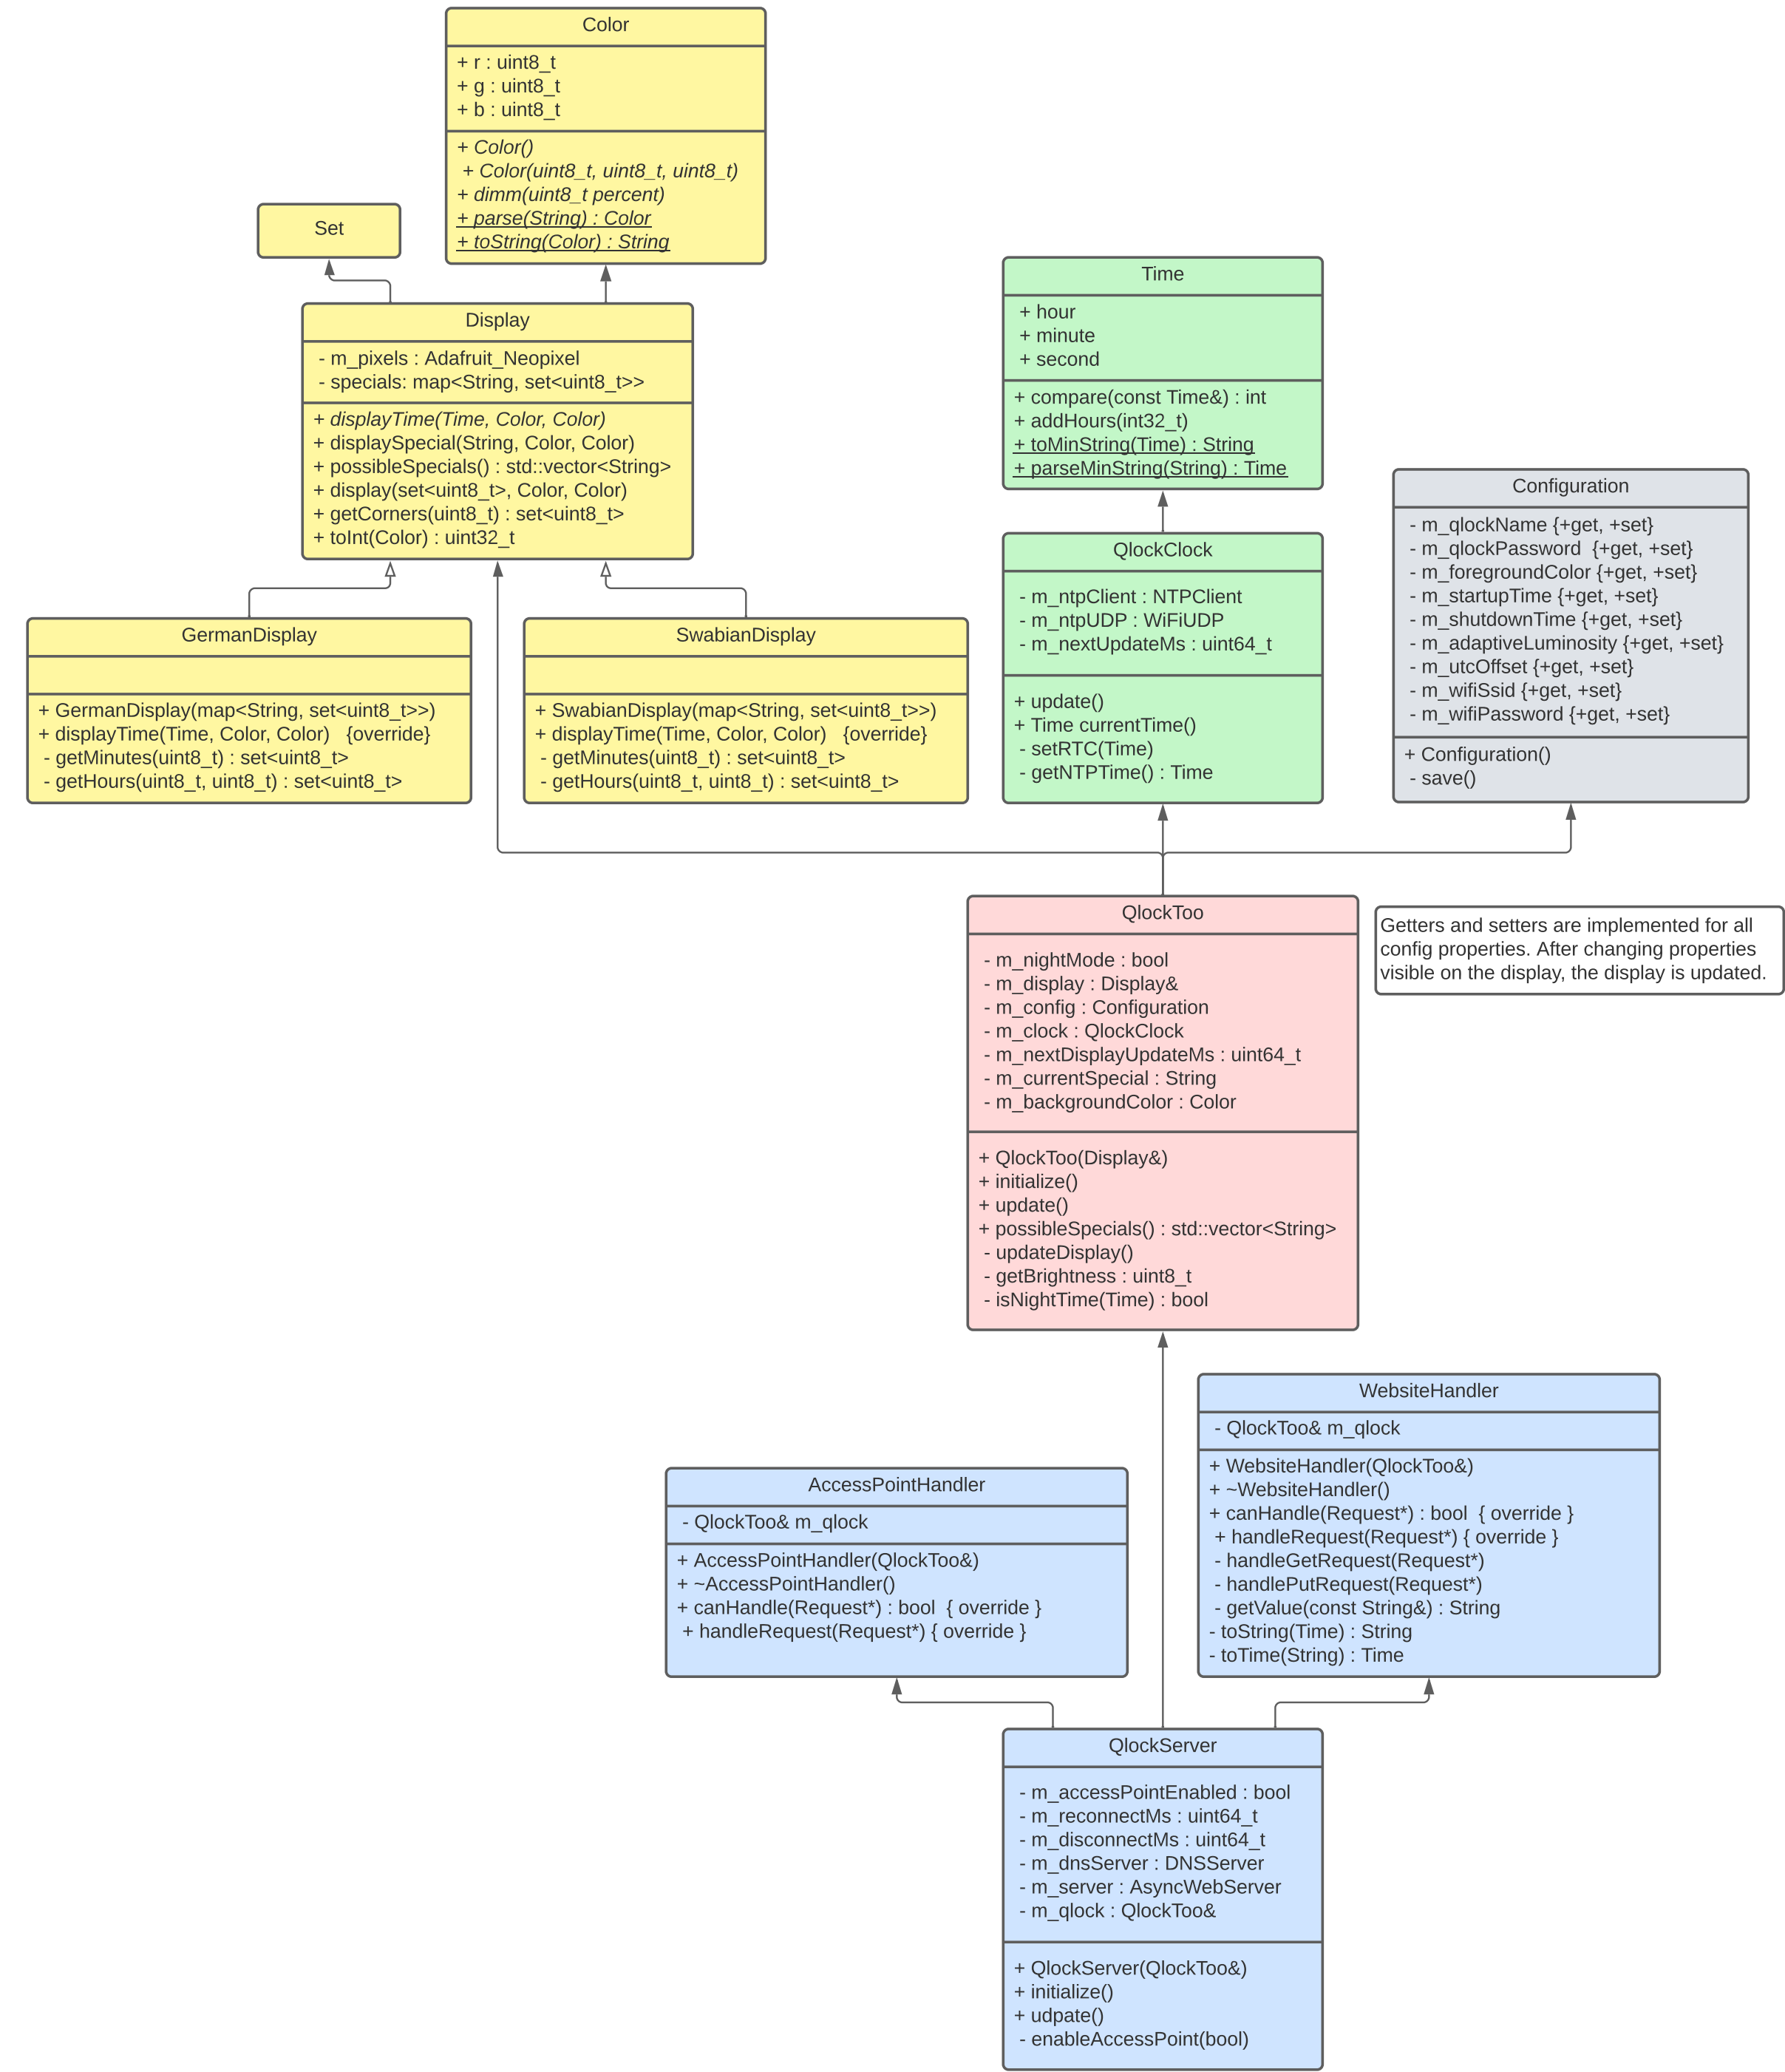 Color
+ r : uint8_t
+ g : uint8_t
+ b : uint8_t
+ Color()
+ Color(uint8_t, uint8_t, uint8_t)
+ dimm(uint8_t percent)
+ parse(String) : Color
+ toString(Color) : String
Set
Display
- m_pixels : Adafruit_Neopixel
- specials: map<String, set<uint8_t>>
+ displayTime(Time, Color, Color)
+ displaySpecial(String, Color, Color)
+ possibleSpecials() : std::vector<String>
+ display(set<uint8_t>, Color, Color)
+ getCorners(uint8_t) : set<uint8_t>
+ toInt(Color) : uint32_t
GermanDisplay
+ GermanDisplay(map<String, set<uint8_t>>)
+ displayTime(Time, Color, Color)   {override}
- getMinutes(uint8_t) : set<uint8_t>
- getHours(uint8_t, uint8_t) : set<uint8_t>
SwabianDisplay
+ SwabianDisplay(map<String, set<uint8_t>>)
+ displayTime(Time, Color, Color)   {override}
- getMinutes(uint8_t) : set<uint8_t>
- getHours(uint8_t, uint8_t) : set<uint8_t>
Time
+ hour
+ minute
+ second
+ compare(const Time&) : int
+ addHours(int32_t)
+ toMinString(Time) : String
+ parseMinString(String) : Time
QlockClock
- m_ntpClient : NTPClient
- m_ntpUDP : WiFiUDP
- m_nextUpdateMs : uint64_t
+ update()
+ Time currentTime()
- setRTC(Time)
- getNTPTime() : Time
Configuration
- m_qlockName {+get, +set}
- m_qlockPassword  {+get, +set}
- m_foregroundColor {+get, +set}
- m_startupTime {+get, +set}
- m_shutdownTime {+get, +set}
- m_adaptiveLuminosity {+get, +set}
- m_utcOffset {+get, +set}
- m_wifiSsid {+get, +set}
- m_wifiPassword {+get, +set}
+ Configuration()
- save()
QlockToo
- m_nightMode : bool
- m_display : Display&
- m_config : Configuration
- m_clock : QlockClock
- m_nextDisplayUpdateMs : uint64_t
- m_currentSpecial : String
- m_backgroundColor : Color
+ QlockToo(Display&)
+ initialize()
+ update()
+ possibleSpecials() : std::vector<String>
- updateDisplay()
- getBrightness : uint8_t
- isNightTime(Time) : bool
Getters and setters are implemented for all
config properties. After changing properties
visible on the display, the display is updated.
AccessPointHandler
- QlockToo& m_qlock
+ AccessPointHandler(QlockToo&)
+ ~AccessPointHandler()
+ canHandle(Request*) : bool  { override }
+ handleRequest(Request*) { override }
WebsiteHandler
- QlockToo& m_qlock
+ WebsiteHandler(QlockToo&)
+ ~WebsiteHandler()
+ canHandle(Request*) : bool  { override }
+ handleRequest(Request*) { override }
- handleGetRequest(Request*)
- handlePutRequest(Request*)
- getValue(const String&) : String
- toString(Time) : String
- toTime(String) : Time
QlockServer
- m_accessPointEnabled : bool
- m_reconnectMs : uint64_t
- m_disconnectMs : uint64_t
- m_dnsServer : DNSServer
- m_server : AsyncWebServer
- m_qlock : QlockToo&
+ QlockServer(QlockToo&)
+ initialize()
+ udpate()
- enableAccessPoint(bool)